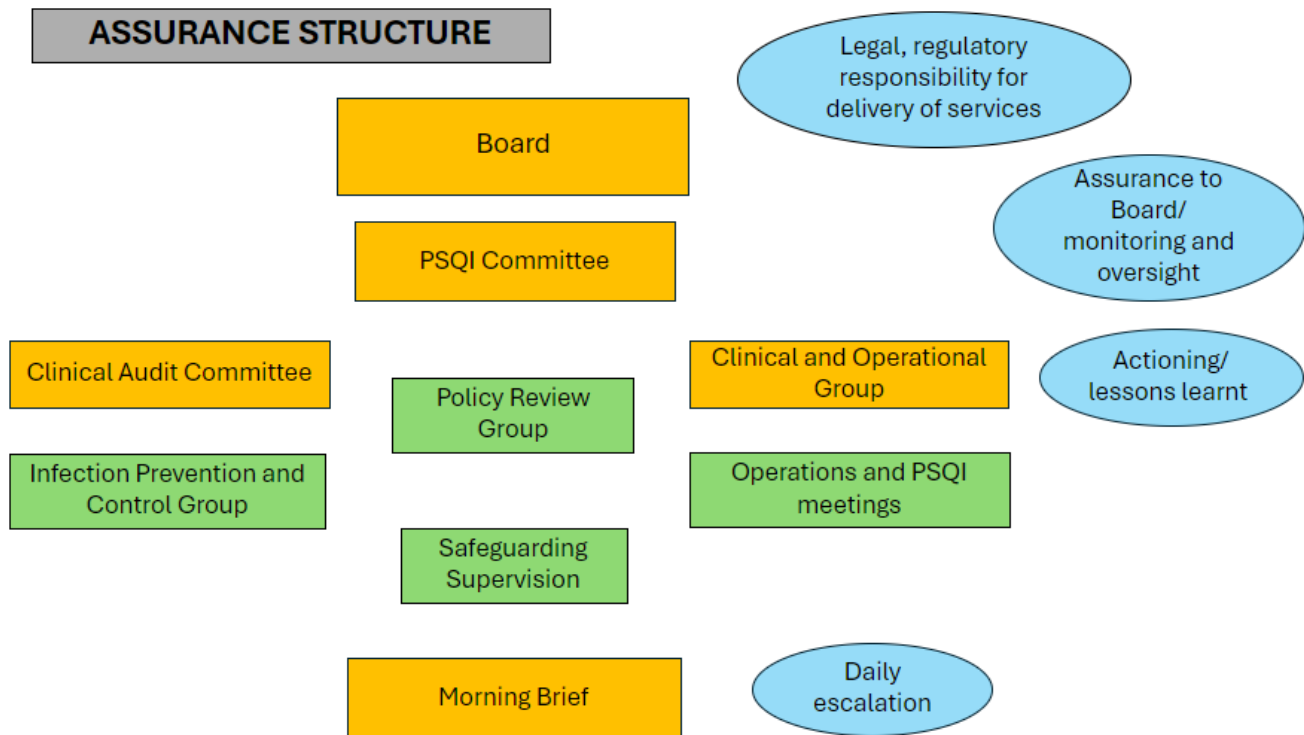 ASSURANCE STRUCTURE
Legal, regulatory
responsibility for
delivery of services
Board
Assurance to
Board/
monitoring and
oversight
PSQI Committee
Clinical Audit Committee
Policy Review
Group
Clinical and Operational
Group
Actioning/
lessons learnt
Infection Prevention and
Control Group
Operations and PSQI
meetings
Safeguarding
Supervision
Morning Brief
Daily
escalation